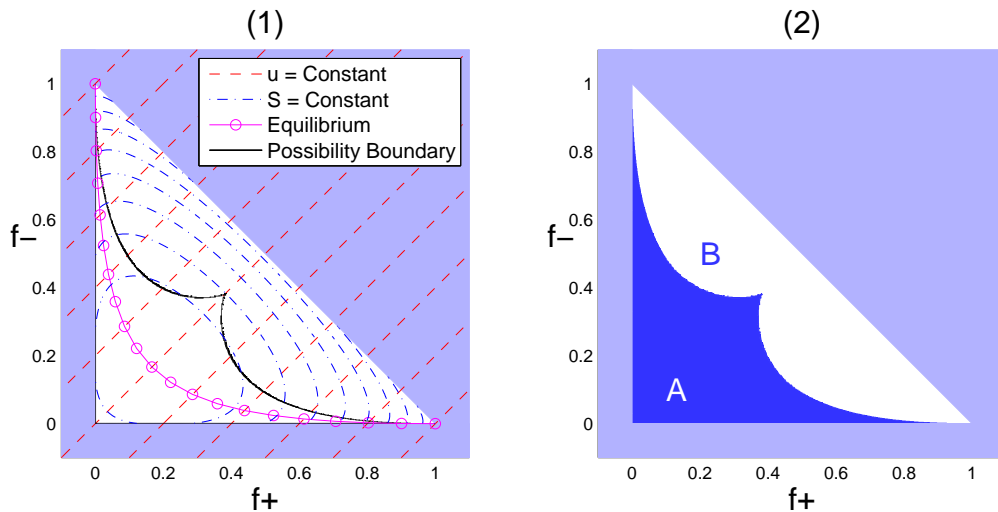 (1)
u = Constant
S = Constant
Equilibrium
Possibility Boundary
1
0.8
0.6
0.4
0.2
0
f−
0 0.2 0.4 0.6 0.8 1
f+
(2)
B
A
1
0.8
0.6
0.4
0.2
0
f−
0 0.2 0.4 0.6 0.8 1
f+